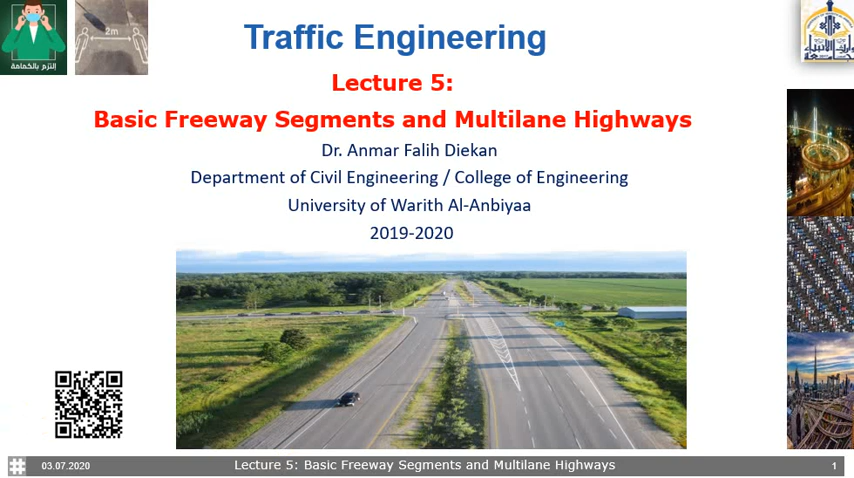 2m
إلتزم بالكمامة
Traffic Engineering
Lecture 5:
Basic Freeway Segments and Multilane Highways
Dr. Anmar Falih Diekan
Department of Civil Engineering / College of Engineering
University of Warith Al-Anbiyaa
2019-2020
03.07.2020
Lecture 5: Basic Freeway Segments and Multilane Highways
1